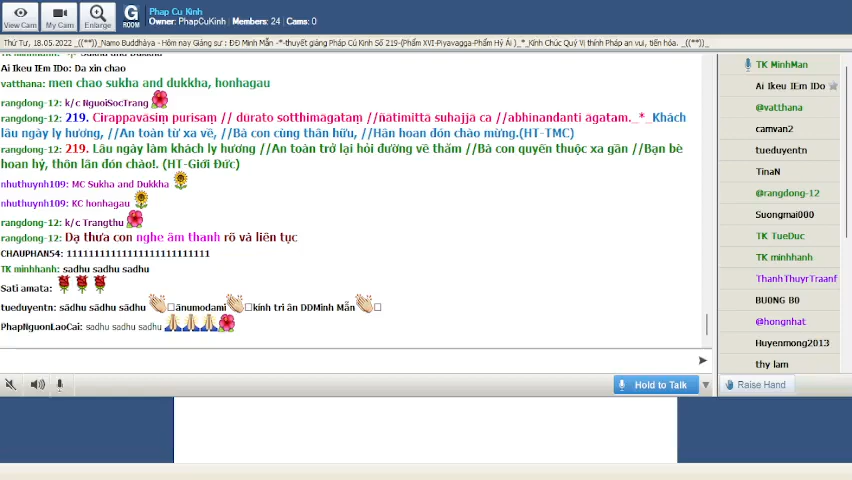 View Cam
My Cam
Enlarge
G
ROOM
Phap Cu Kinh
Owner: PhapCuKinh | Members: 24 | Cams: 0
Thứ Tư, 18.05.2022 _((**))_Namo Buddhàya - Hôm nay Giảng sư : ĐĐ Minh Mẫn -*-thuyết giảng Pháp Cú Kinh Số 219-(Phẩm XVI-Piyavagga-Phẩm Hỷ Ái )_*_Kính Chúc Quý Vị thính Pháp an vui, tiến hóa. _((**))_
Ai Ikeu IEm IDo: Da xin chao
vatthana: men chao sukha and dukkha, honhagau
rangdong-12: k/c NguoiSocTrang
rangdong-12: 219. Cirappavāsiṃ purisaṃ // dūrato sotthimāgataṃ //ñātimittā suhajjā ca //abhinandanti āgataṃ._*_Khách
lâu ngày ly hương, //An toàn từ xa về, //Bà con cùng thân hữu, //Hân hoan đón chào mừng.(HT-TMC)
rangdong-12: 219. Lâu ngày làm khách ly hương //An toàn trở lại hỏi đường về thăm //Bà con quyến thuộc xa gần //Bạn bè
hoan hỷ, thôn lân đón chào!. (HT-Giới Đức)
nhuthuynh109: MC Sukha and Dukkha
nhuthuynh109: KC honhagau
rangdong-12: k/c Trangthu
rangdong-12: Dạ thưa con nghe âm thanh rõ và liên tục
CHAUPHAN54: 1111111111111111111111111
TK minhhanh: sadhu sadhu sadhu
Sati amata:
tueduyentn: sādhu sādhu sādhu ānumodami kính tri ân DDMinh Mẫn
PhapNguonLaoCai: sadhu sadhu sadhu
Hold to Talk
TK MinhMan
Ai Ikeu IEm IDo
@vatthana
camvan2
tueduyentn
TinaN
@rangdong-12
Suongmai000
TK TueDuc
TK minhhanh
ThanhThuyrTraanf
BU0NG B0
@hongnhat
Huyenmong2013
thy lam
Raise Hand